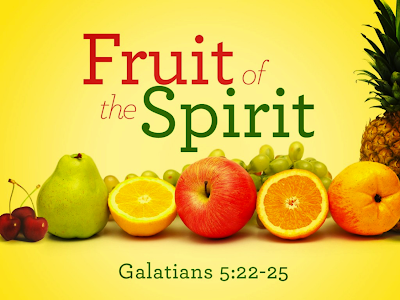 Fruit of
the Spirit
Galatians 5:22-25